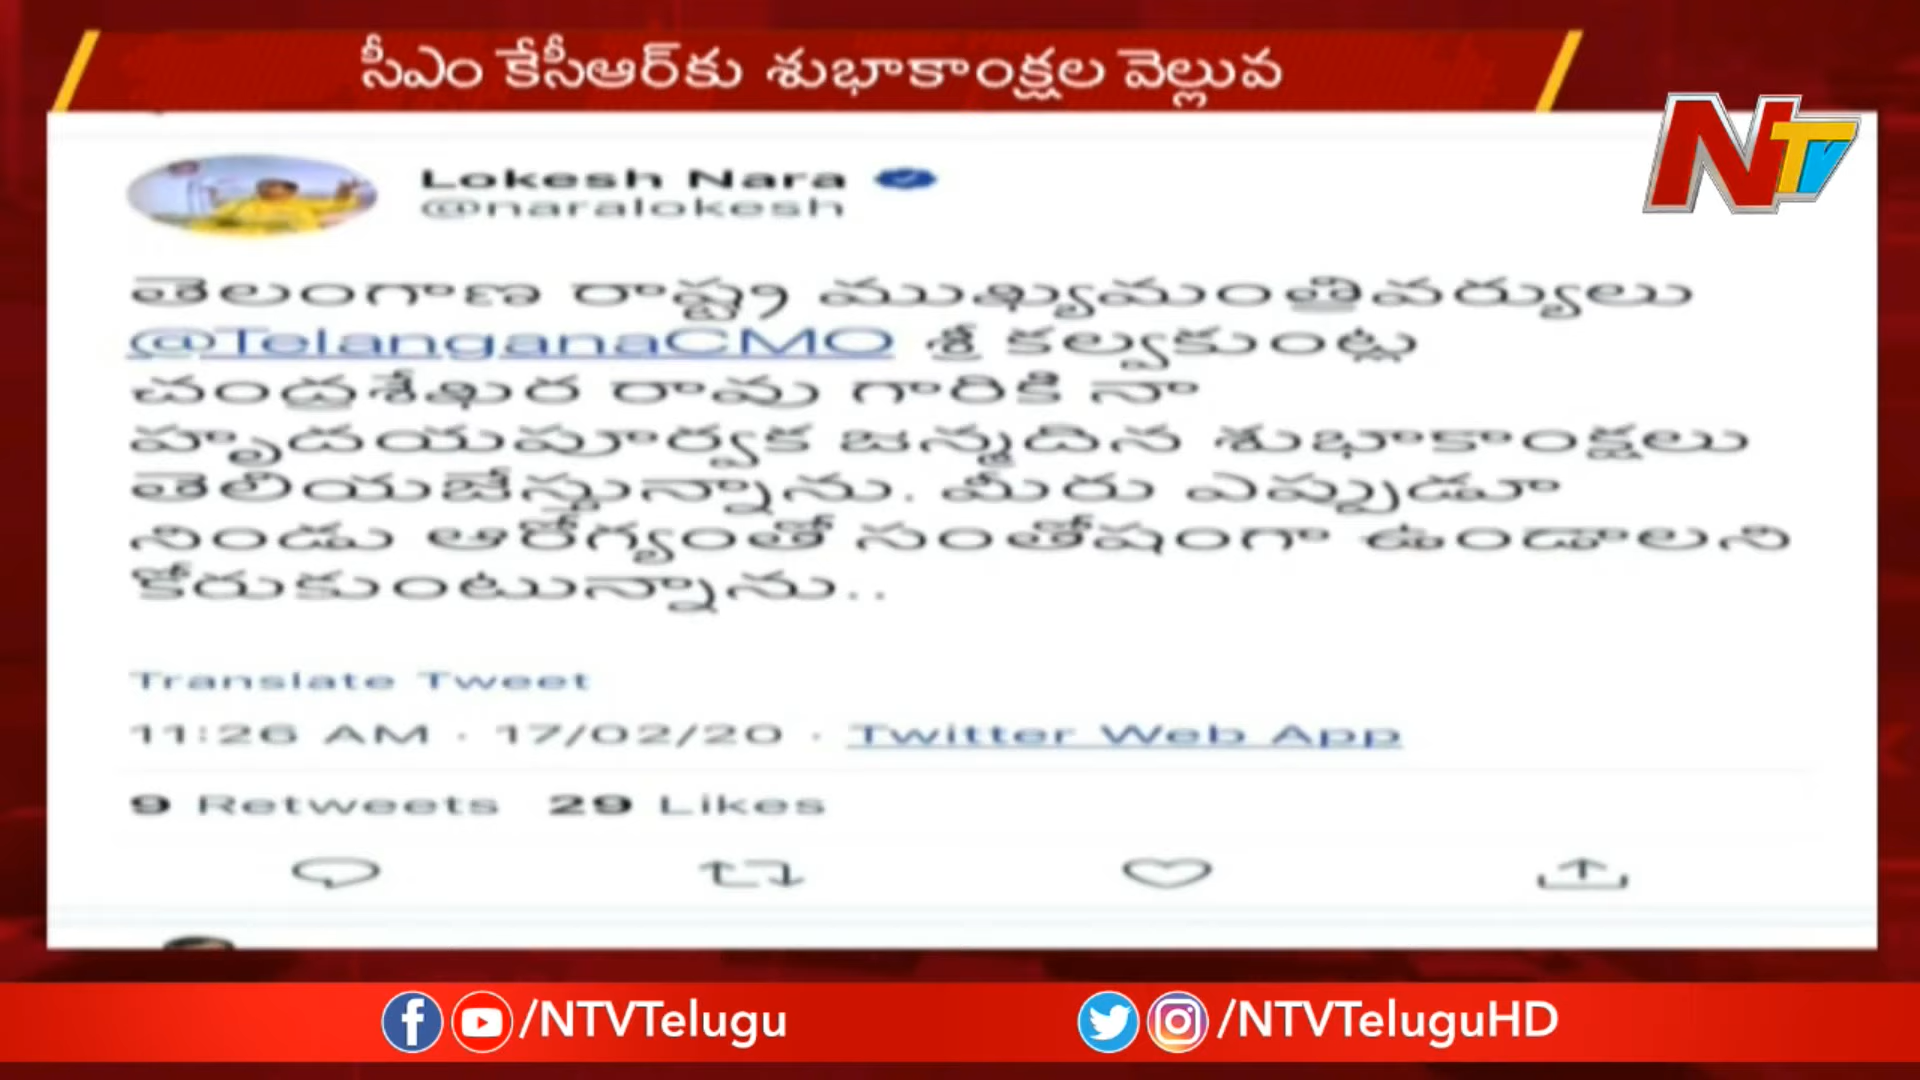 సీఎం కేసీఆర్‌కు శుభాకాంక్షల వెల్లువ
NTV
Lokesh Nara
@naralokesh
తెలంగాణ రాష్ట్ర ముఖ్యమంత్రివర్యులు
@TelanganaCMO శ్రీ కల్వకుంట్ల
చంద్రశేఖర రావు గారికి నా
హృదయపూర్వక జన్మదిన శుభాకాంక్షలు
తెలియజేస్తున్నాను. మీరు ఎప్పుడూ
నిండు ఆరోగ్యంతో సంతోషంగా ఉండాలని
కోరుకుంటున్నాను..
Translate Tweet
11:26 AM · 17/02/20 · Twitter Web App
9 Retweets 29 Likes
/NTVTelugu /NTVTeluguHD